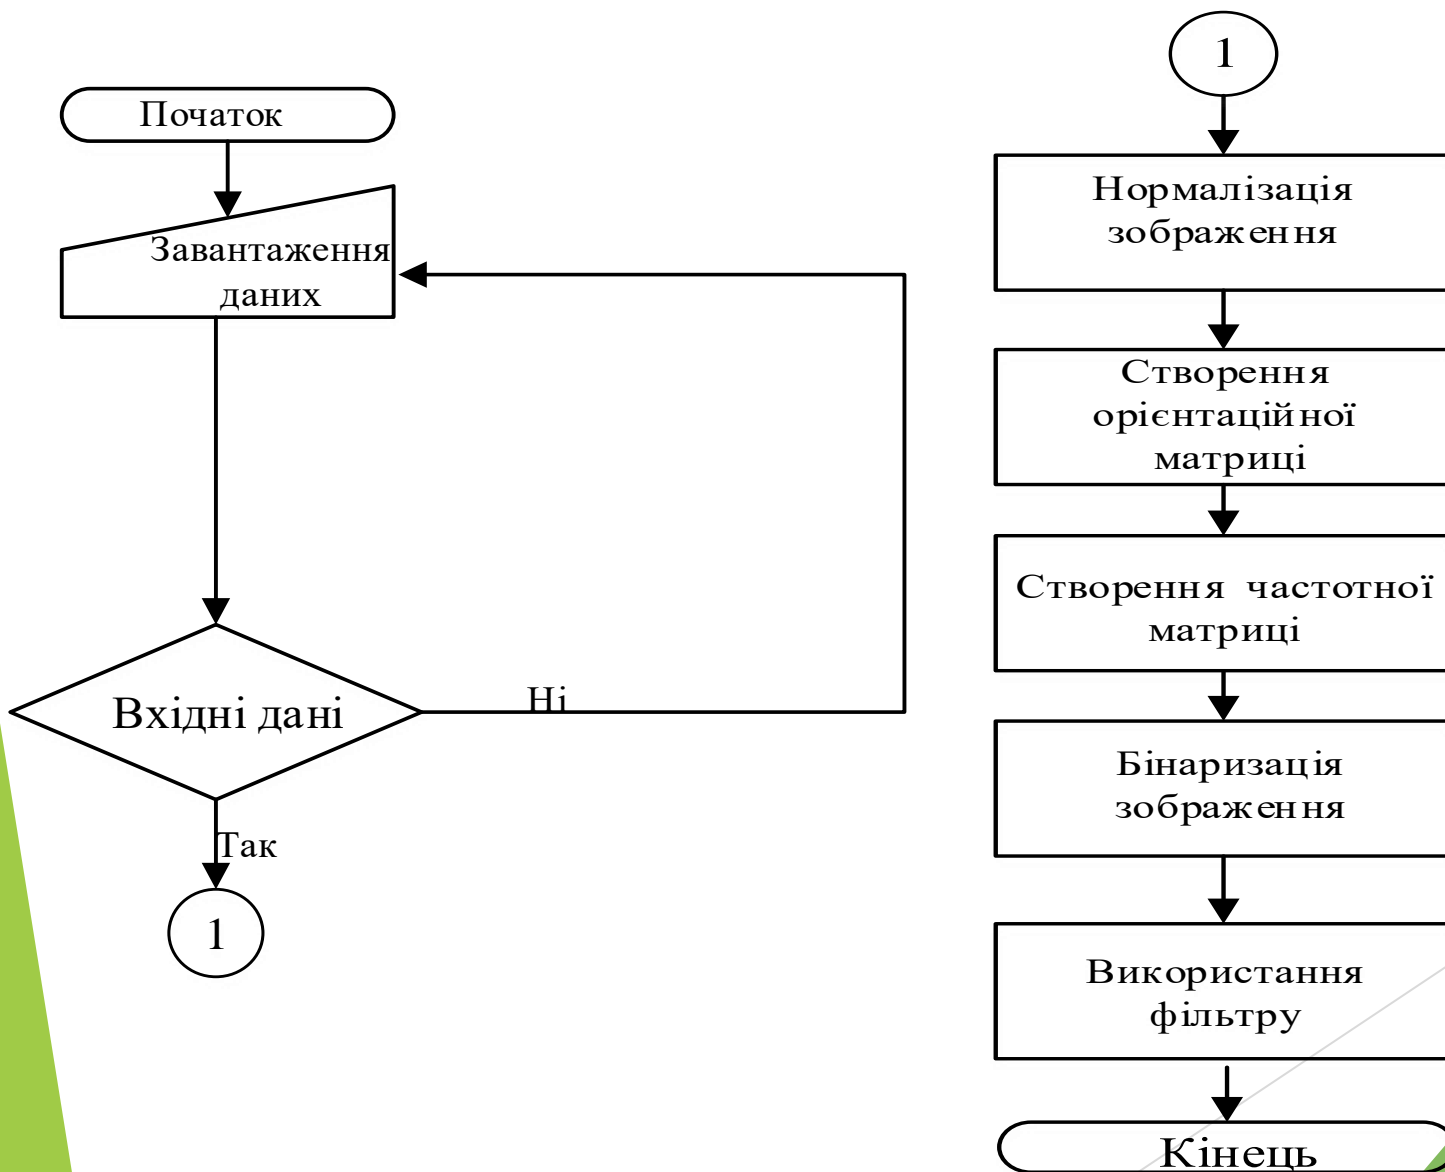 Початок
Завантаження
даних
Вхідні дані
Ні
Так
1
1
Нормалізація
зображення
Створення
орієнтаційної
матриці
Створення частотної
матриці
Бінаризація
зображення
Використання
фільтру
Кінець